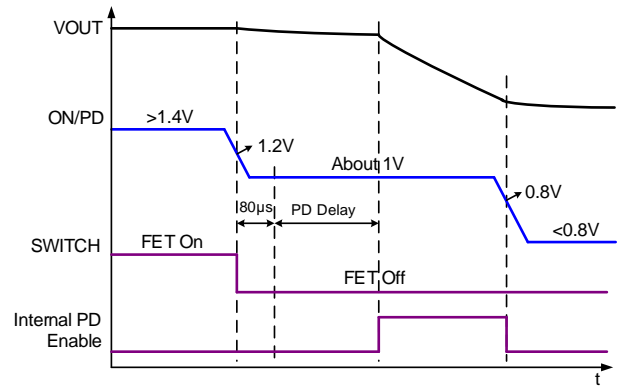 VOUT
ON/PD
>1.4V
1.2V
About 1V
0.8V
80µs
PD Delay
<0.8V
SWITCH
FET On
FET Off
Internal PD
Enable
t